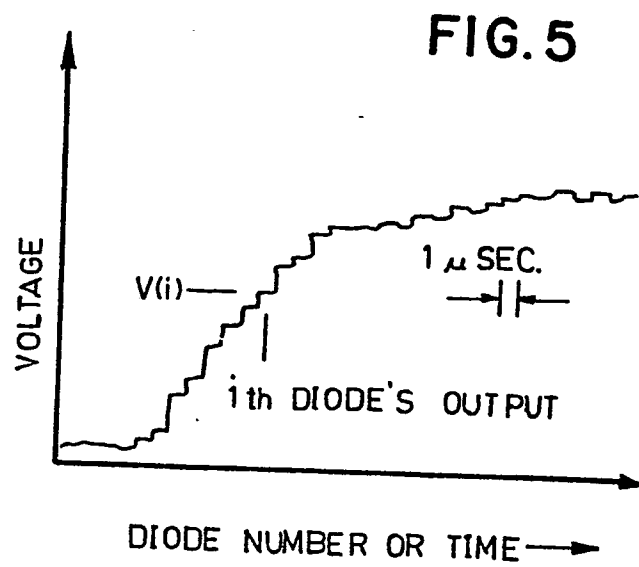 FIG. 5
VOLTAGE
V(i)
1 μ SEC.
i th DIODE'S OUTPUT
DIODE NUMBER OR TIME